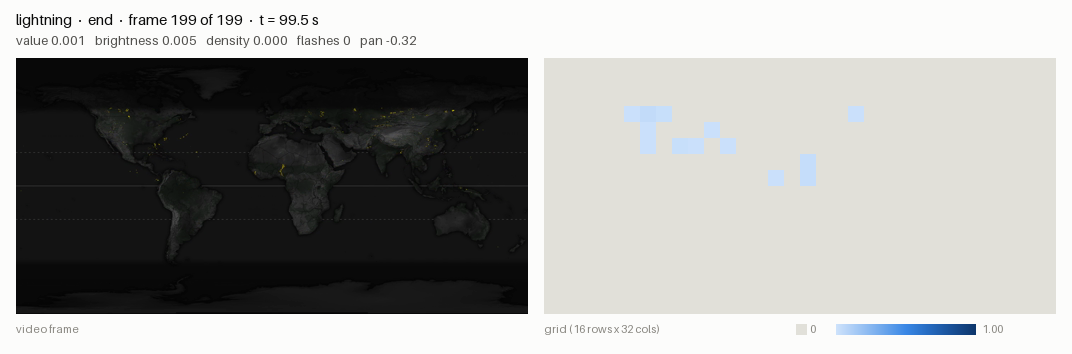 lightning · end · frame 199 of 199 · t = 99.5 s
value 0.001 brightness 0.005 density 0.000 flashes 0 pan -0.32
video frame
grid (16 rows x 32 cols)
0
1.00